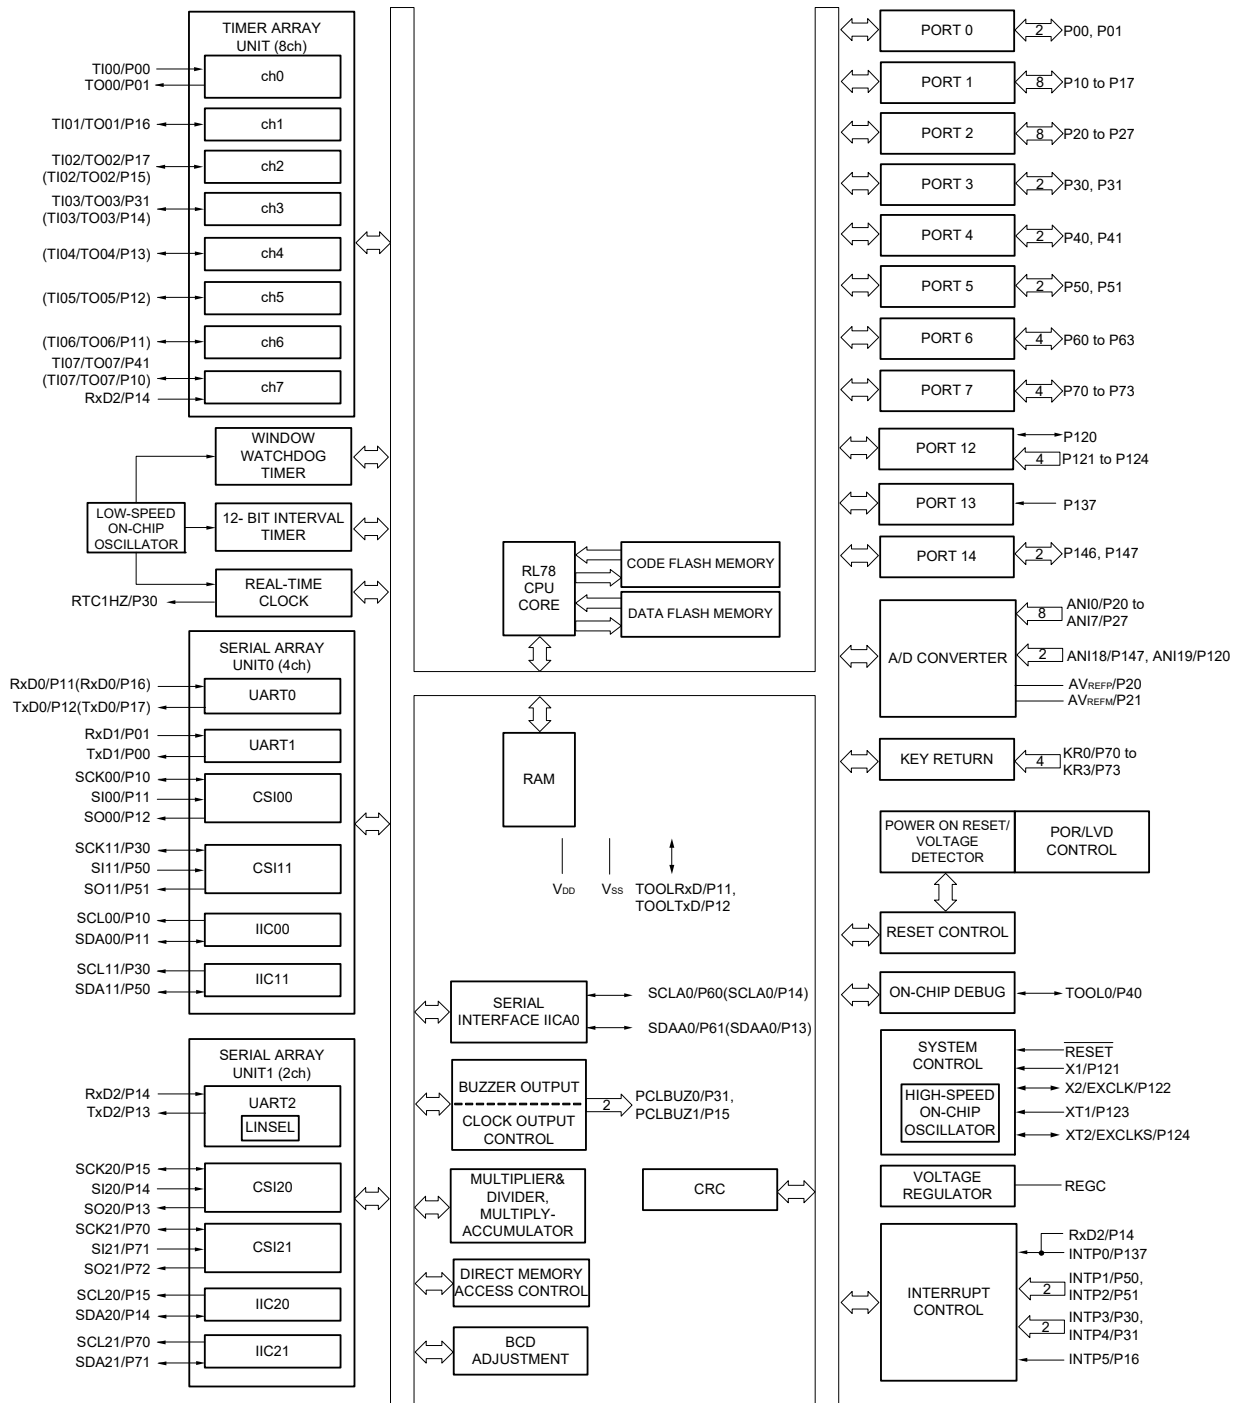 TIMER ARRAY
UNIT (8ch)
TI00/P00
TO00/P01
ch0
TI01/TO01/P16
ch1
TI02/TO02/P17
(TI02/TO02/P15)
ch2
TI03/TO03/P31
(TI03/TO03/P14)
ch3
(TI04/TO04/P13)
ch4
(TI05/TO05/P12)
ch5
(TI06/TO06/P11)
ch6
TI07/TO07/P41
(TI07/TO07/P10)
RxD2/P14
ch7
WINDOW
WATCHDOG
TIMER
LOW-SPEED
ON-CHIP
OSCILLATOR
12- BIT INTERVAL
TIMER
REAL-TIME
CLOCK
RTC1HZ/P30
SERIAL ARRAY
UNIT0 (4ch)
RxD0/P11(RxD0/P16)
TxD0/P12(TxD0/P17)
UART0
RxD1/P01
TxD1/P00
UART1
SCK00/P10
SI00/P11
SO00/P12
CSI00
SCK11/P30
SI11/P50
SO11/P51
CSI11
SCL00/P10
SDA00/P11
IIC00
SCL11/P30
SDA11/P50
IIC11
SERIAL ARRAY
UNIT1 (2ch)
RxD2/P14
TxD2/P13
UART2
LINSEL
SCK20/P15
SI20/P14
SO20/P13
CSI20
SCK21/P70
SI21/P71
SO21/P72
CSI21
SCL20/P15
SDA20/P14
IIC20
SCL21/P70
SDA21/P71
IIC21
RL78
CPU
CORE
CODE FLASH MEMORY
DATA FLASH MEMORY
RAM
VDD
VSS
TOOLRxD/P11,
TOOLTxD/P12
SERIAL
INTERFACE IICA0
SCLA0/P60(SCLA0/P14)
SDAA0/P61(SDAA0/P13)
BUZZER OUTPUT
CLOCK OUTPUT
CONTROL
2
PCLBUZ0/P31,
PCLBUZ1/P15
MULTIPLIER&
DIVIDER,
MULTIPLY-
ACCUMULATOR
CRC
DIRECT MEMORY
ACCESS CONTROL
BCD
ADJUSTMENT
PORT 0
2
P00, P01
PORT 1
8
P10 to P17
PORT 2
8
P20 to P27
PORT 3
2
P30, P31
PORT 4
2
P40, P41
PORT 5
2
P50, P51
PORT 6
4
P60 to P63
PORT 7
4
P70 to P73
PORT 12
P120
4
P121 to P124
PORT 13
P137
PORT 14
2
P146, P147
A/D CONVERTER
8
ANI0/P20 to
ANI7/P27
2
ANI18/P147, ANI19/P120
AVREFP/P20
AVREFM/P21
KEY RETURN
4
KR0/P70 to
KR3/P73
POWER ON RESET/
VOLTAGE
DETECTOR
POR/LVD
CONTROL
RESET CONTROL
ON-CHIP DEBUG
TOOL0/P40
SYSTEM
CONTROL
HIGH-SPEED
ON-CHIP
OSCILLATOR
RESET
X1/P121
X2/EXCLK/P122
XT1/P123
XT2/EXCLKS/P124
VOLTAGE
REGULATOR
REGC
INTERRUPT
CONTROL
RxD2/P14
INTP0/P137
2
INTP1/P50,
INTP2/P51
2
INTP3/P30,
INTP4/P31
INTP5/P16